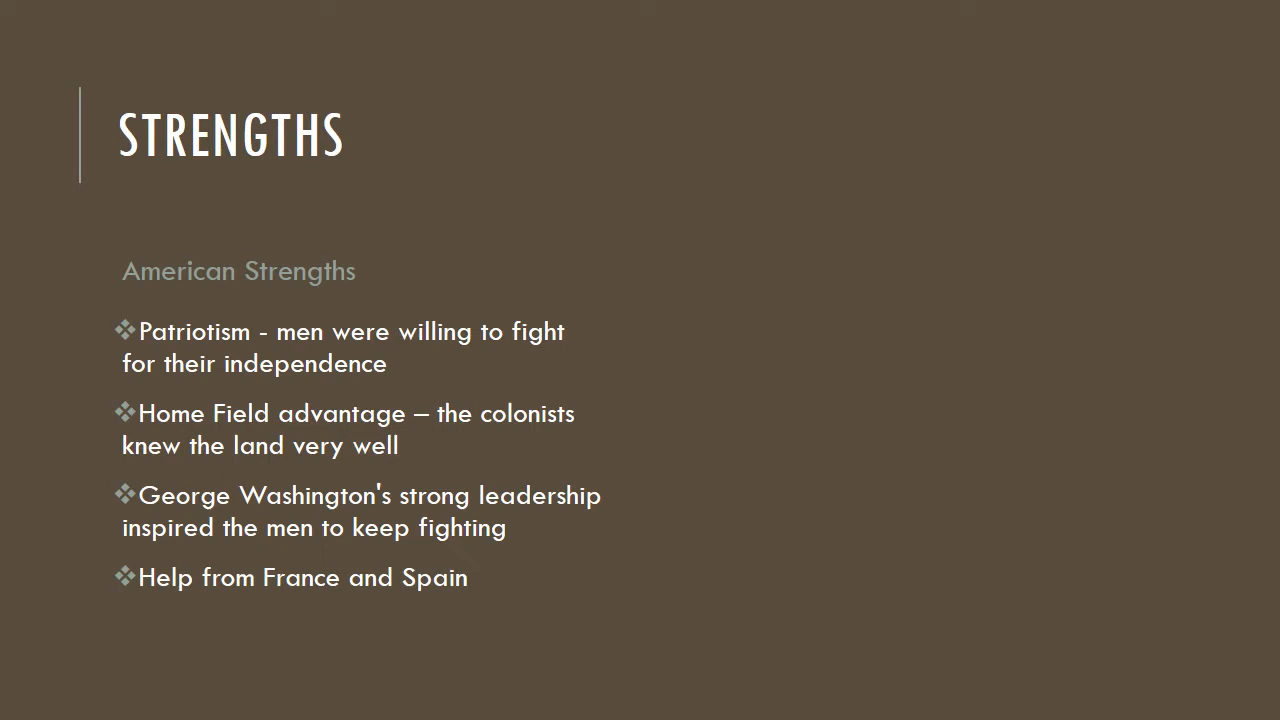 STRENGTHS
American Strengths
❖Patriotism - men were willing to fight
for their independence
❖Home Field advantage – the colonists
knew the land very well
❖George Washington's strong leadership
inspired the men to keep fighting
❖Help from France and Spain